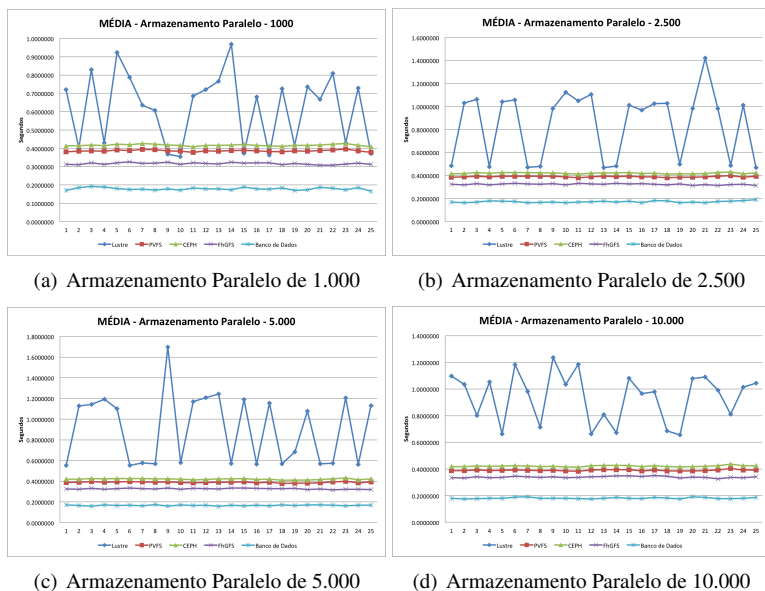 MÉDIA - Armazenamento Paralelo - 1000
Segundos
1.0000000
0.9000000
0.8000000
0.7000000
0.6000000
0.5000000
0.4000000
0.3000000
0.2000000
0.1000000
0.0000000
1 2 3 4 5 6 7 8 9 10 11 12 13 14 15 16 17 18 19 20 21 22 23 24 25
Lustre PVFS CEPH FhGFS Banco de Dados
(a) Armazenamento Paralelo de 1.000
MÉDIA - Armazenamento Paralelo - 2.500
Segundos
1.6000000
1.4000000
1.2000000
1.0000000
0.8000000
0.6000000
0.4000000
0.2000000
0.0000000
1 2 3 4 5 6 7 8 9 10 11 12 13 14 15 16 17 18 19 20 21 22 23 24 25
Lustre PVFS CEPH FhGFS Banco de Dados
(b) Armazenamento Paralelo de 2.500
MÉDIA - Armazenamento Paralelo - 5.000
Segundos
1.8000000
1.6000000
1.4000000
1.2000000
1.0000000
0.8000000
0.6000000
0.4000000
0.2000000
0.0000000
1 2 3 4 5 6 7 8 9 10 11 12 13 14 15 16 17 18 19 20 21 22 23 24 25
Lustre PVFS CEPH FhGFS Banco de Dados
(c) Armazenamento Paralelo de 5.000
MÉDIA - Armazenamento Paralelo - 10.000
Segundos
1.4000000
1.2000000
1.0000000
0.8000000
0.6000000
0.4000000
0.2000000
0.0000000
1 2 3 4 5 6 7 8 9 10 11 12 13 14 15 16 17 18 19 20 21 22 23 24 25
Lustre PVFS CEPH FhGFS Banco de Dados
(d) Armazenamento Paralelo de 10.000